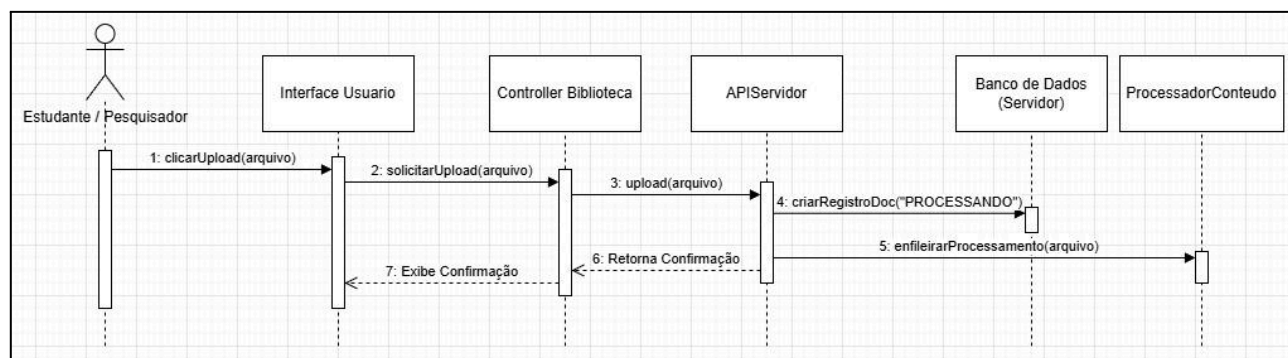 Estudante / Pesquisador
Interface Usuario
Controller Biblioteca
APIServidor
Banco de Dados
(Servidor)
ProcessadorConteudo
1: clicarUpload(arquivo)
2: solicitarUpload(arquivo)
3: upload(arquivo)
4: criarRegistroDoc("PROCESSANDO")
5: enfileirarProcessamento(arquivo)
6: Retorna Confirmação
7: Exibe Confirmação